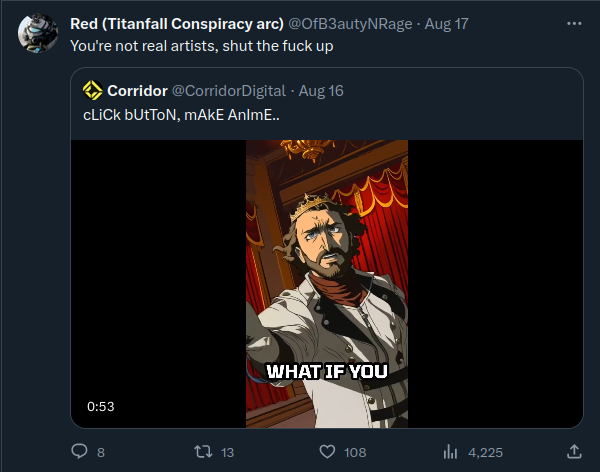 Red (Titanfall Conspiracy arc) @OfB3autyNRage · Aug 17
You're not real artists, shut the fuck up
Corridor @CorridorDigital · Aug 16
cLiCk bUtToN, mAkE AnImE..
WHAT IF YOU
0:53
8 13 108 4,225